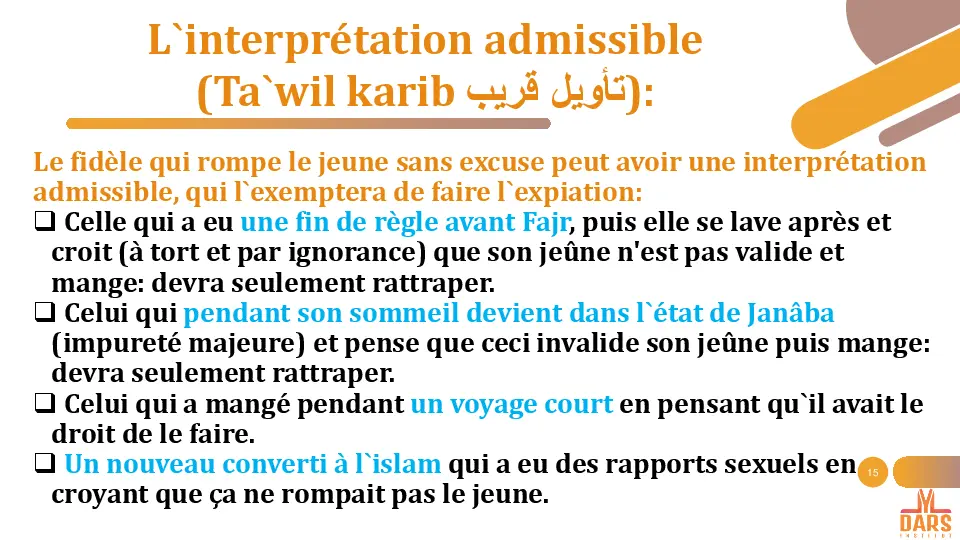 L`interprétation admissible
(Ta`wil karib تأويل قريب):
Le fidèle qui rompe le jeune sans excuse peut avoir une interprétation
admissible, qui l`exemptera de faire l`expiation:
❑ Celle qui a eu une fin de règle avant Fajr, puis elle se lave après et
croit (à tort et par ignorance) que son jeûne n'est pas valide et
mange: devra seulement rattraper.
❑ Celui qui pendant son sommeil devient dans l`état de Janâba
(impureté majeure) et pense que ceci invalide son jeûne puis mange:
devra seulement rattraper.
❑ Celui qui a mangé pendant un voyage court en pensant qu`il avait le
droit de le faire.
❑ Un nouveau converti à l`islam qui a eu des rapports sexuels en
croyant que ça ne rompait pas le jeune.
15
DARS
INSTITUT